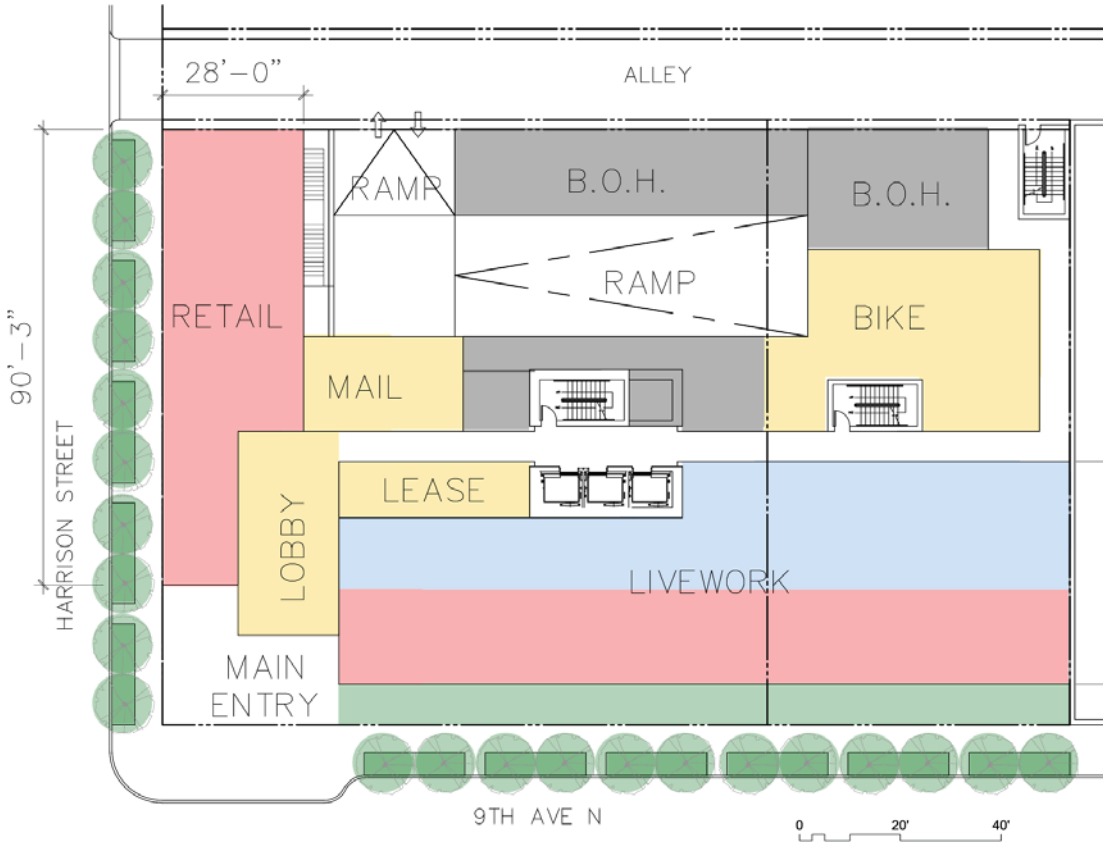 28'-0"
ALLEY
RAMP
B.O.H.
B.O.H.
RAMP
RETAIL
BIKE
90'-3"
MAIL
LEASE
LOBBY
HARRISON STREET
LIVEWORK
MAIN
ENTRY
9TH AVE N
0 20' 40'